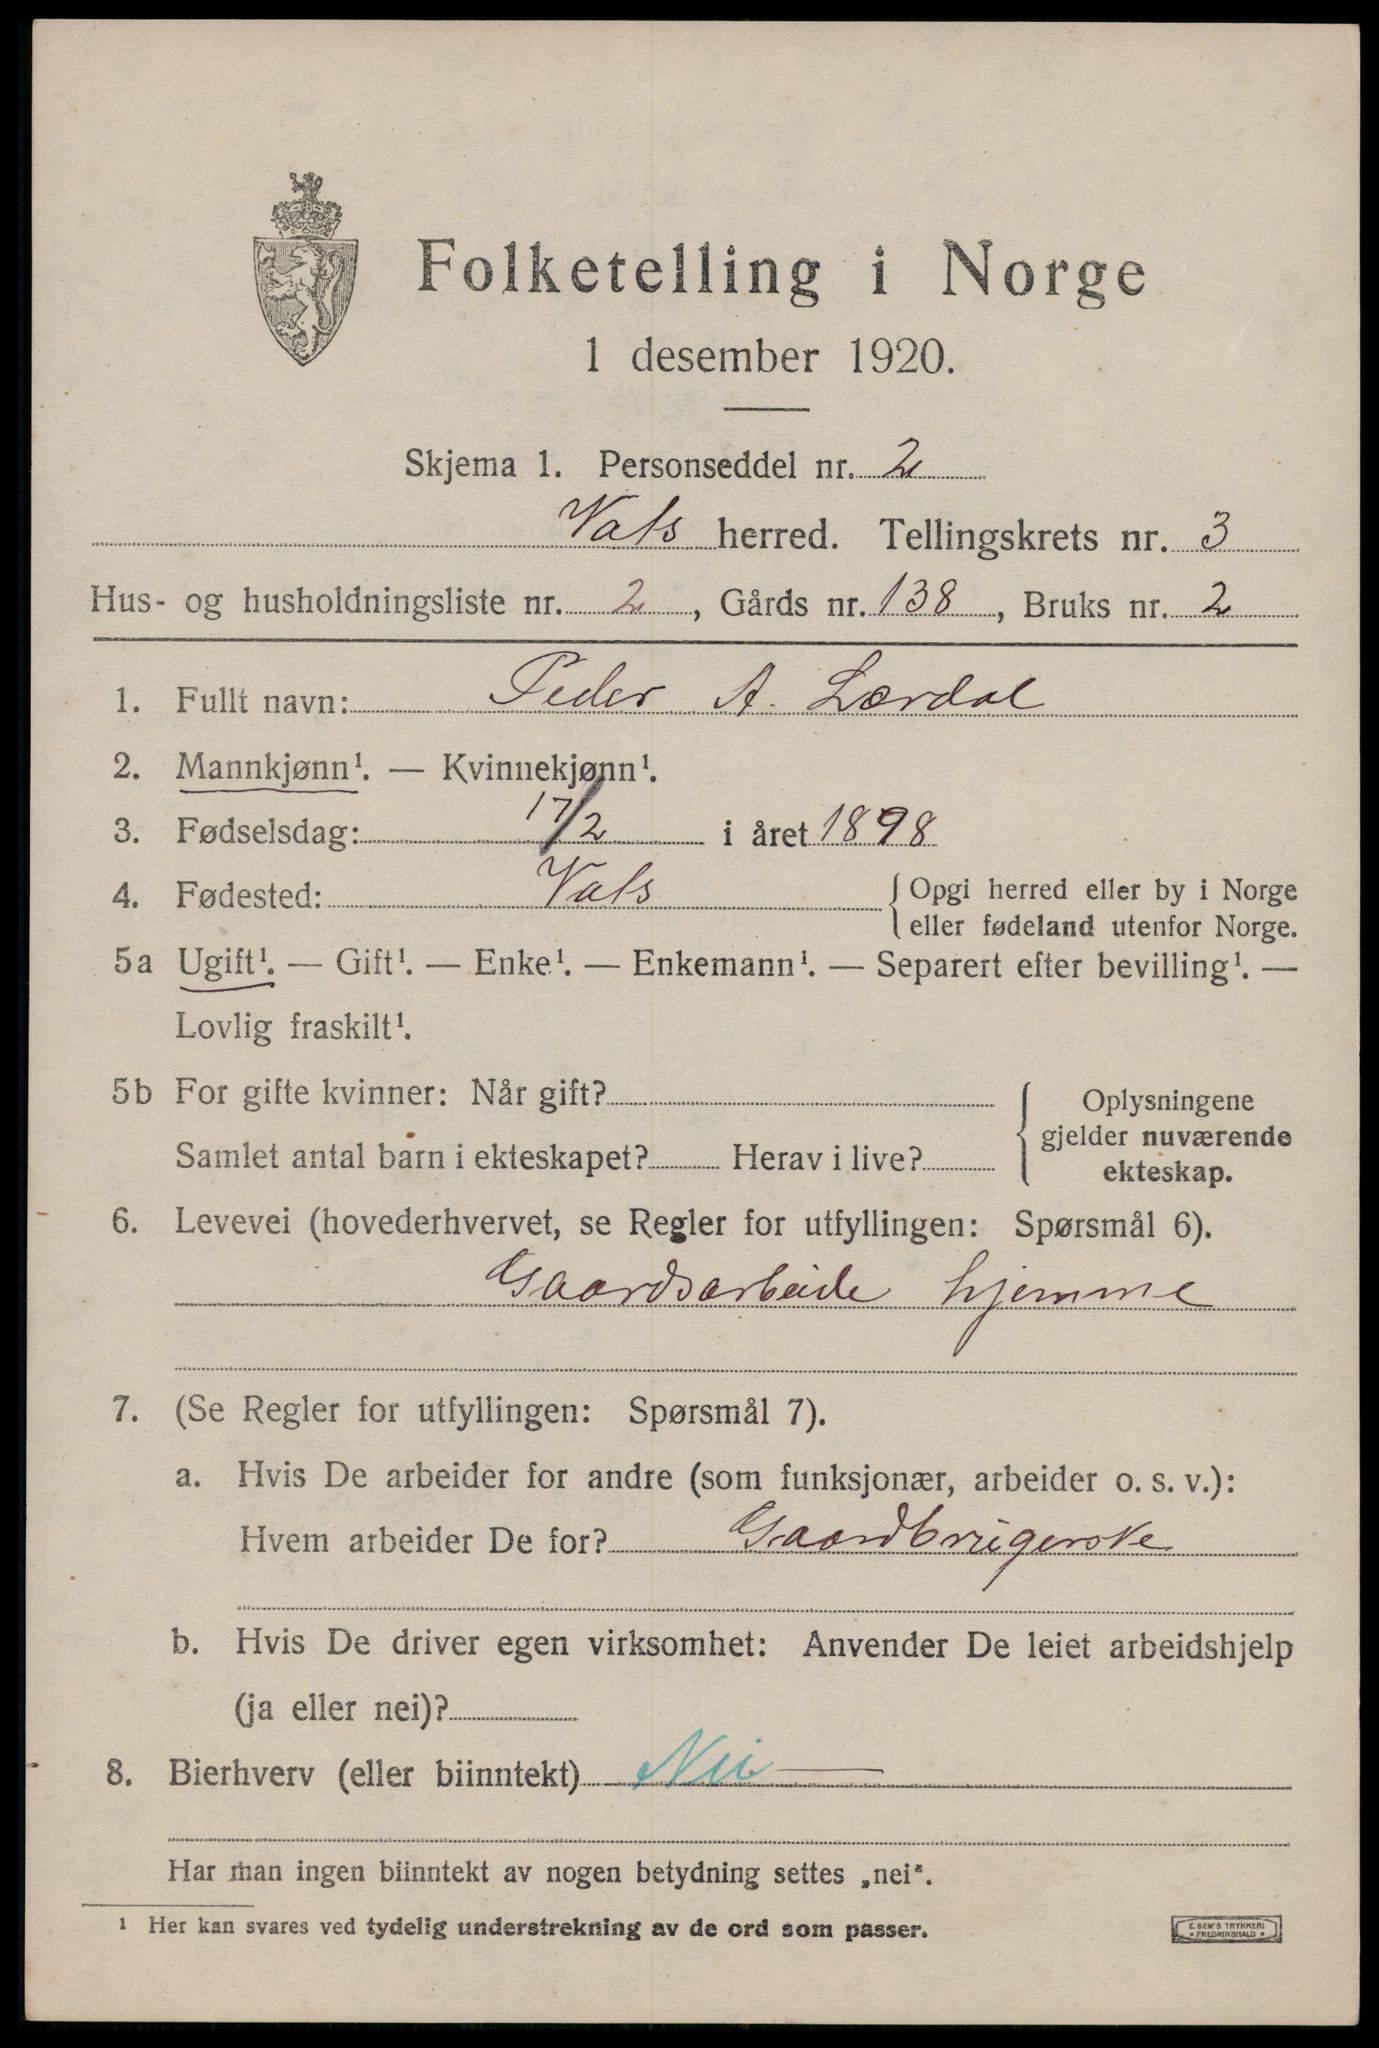 Folketelling i Norge
1 desember 1920.
Skjema 1. Personseddel nr. 2
Vats herred. Tellingskrets nr. 3
Hus- og husholdningsliste nr. 2, Gårds nr. 138, Bruks nr. 2
1. Fullt navn: Peder A. Lærdal
2. Mannkjønn¹. — Kvinnekjønn¹.
3. Fødselsdag: 17/2 i året 1898
4. Fødested: Vats { Opgi herred eller by i Norge
eller fødeland utenfor Norge.
5a Ugift¹. — Gift¹. — Enke¹. — Enkemann¹. — Separert efter bevilling¹. —
Lovlig fraskilt¹.
5b For gifte kvinner: Når gift?
Samlet antal barn i ekteskapet? Herav i live?
Oplysningene
gjelder nuværende
ekteskap.
6. Levevei (hovederhvervet, se Regler for utfyllingen: Spørsmål 6).
Gaardsarbeide hjemme
7. (Se Regler for utfyllingen: Spørsmål 7).
a. Hvis De arbeider for andre (som funksjonær, arbeider o. s. v.):
Hvem arbeider De for? Gaardbrugerske
b. Hvis De driver egen virksomhet: Anvender De leiet arbeidshjelp
(ja eller nei)?
8. Bierhverv (eller biinntekt) Nei —
Har man ingen biinntekt av nogen betydning settes „nei“.
¹ Her kan svares ved tydelig understrekning av de ord som passer.
E. SEM'S TRYKKERI
* FREDRIKSHALD *